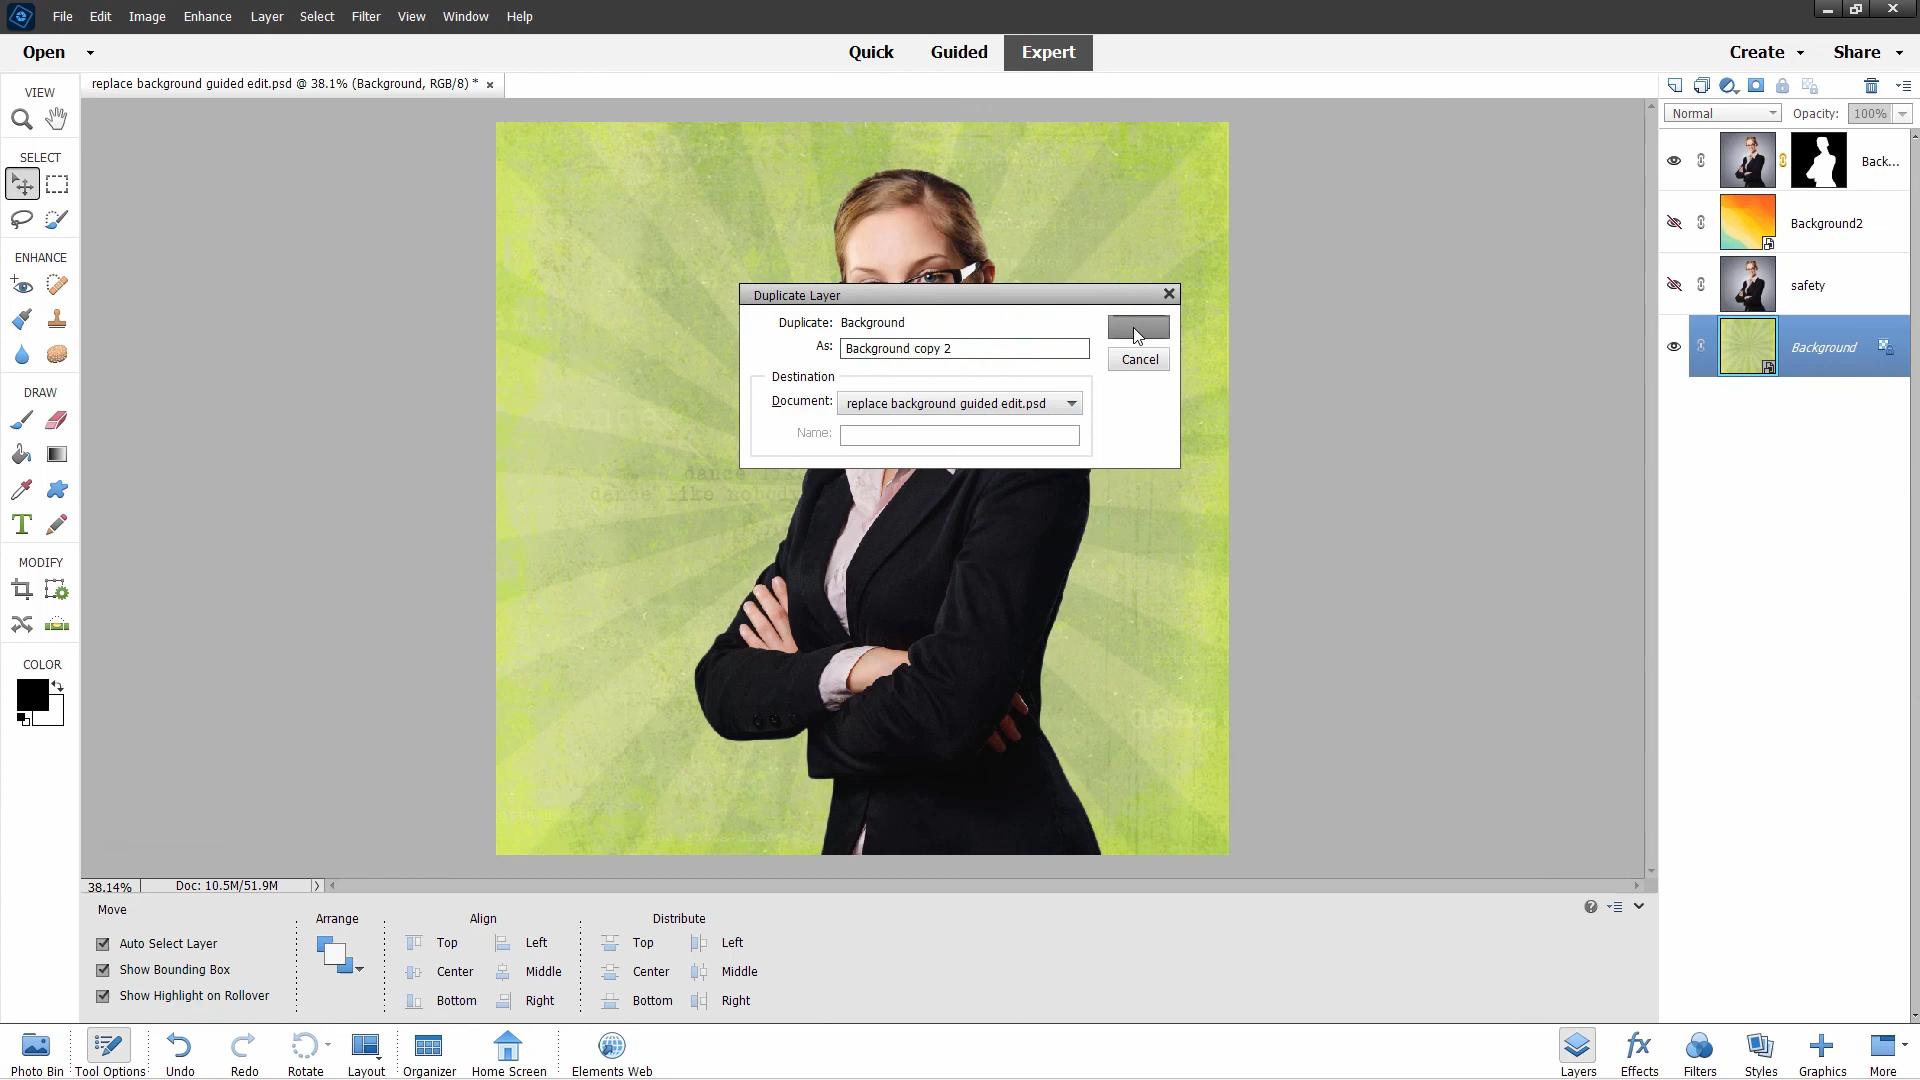 File Edit Image Enhance Layer Select Filter View Window Help
Open Quick Guided Expert Create Share
replace background guided edit.psd @ 38.1% (Background, RGB/8) *
VIEW
SELECT
ENHANCE
DRAW
MODIFY
COLOR
Normal Opacity: 100%
Back...
Background2
safety
Background
Duplicate Layer
Duplicate: Background
As: Background copy 2
Cancel
Destination
Document: replace background guided edit.psd
Name:
dance like
dance like nobody
38.14% Doc: 10.5M/51.9M
Move
Auto Select Layer
Show Bounding Box
Show Highlight on Rollover
Arrange
Align
Top Left
Center Middle
Bottom Right
Distribute
Top Left
Center Middle
Bottom Right
Photo Bin Tool Options Undo Redo Rotate Layout Organizer Home Screen Elements Web Layers Effects Filters Styles Graphics More